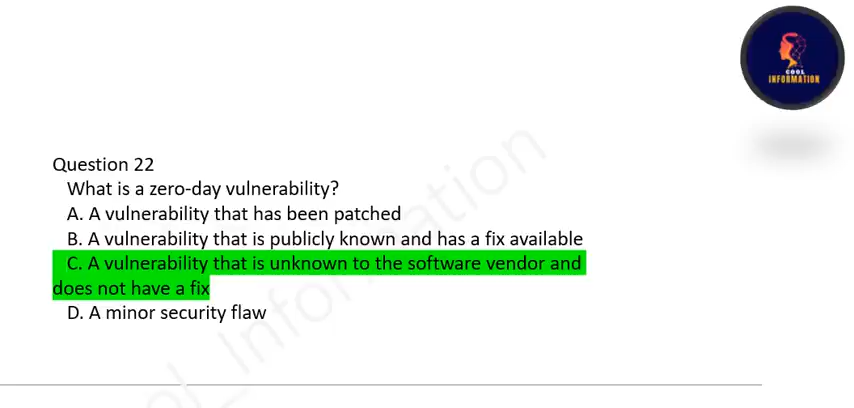 COOL
INFORMATION
Question 22
What is a zero-day vulnerability?
A. A vulnerability that has been patched
B. A vulnerability that is publicly known and has a fix available
C. A vulnerability that is unknown to the software vendor and
does not have a fix
D. A minor security flaw